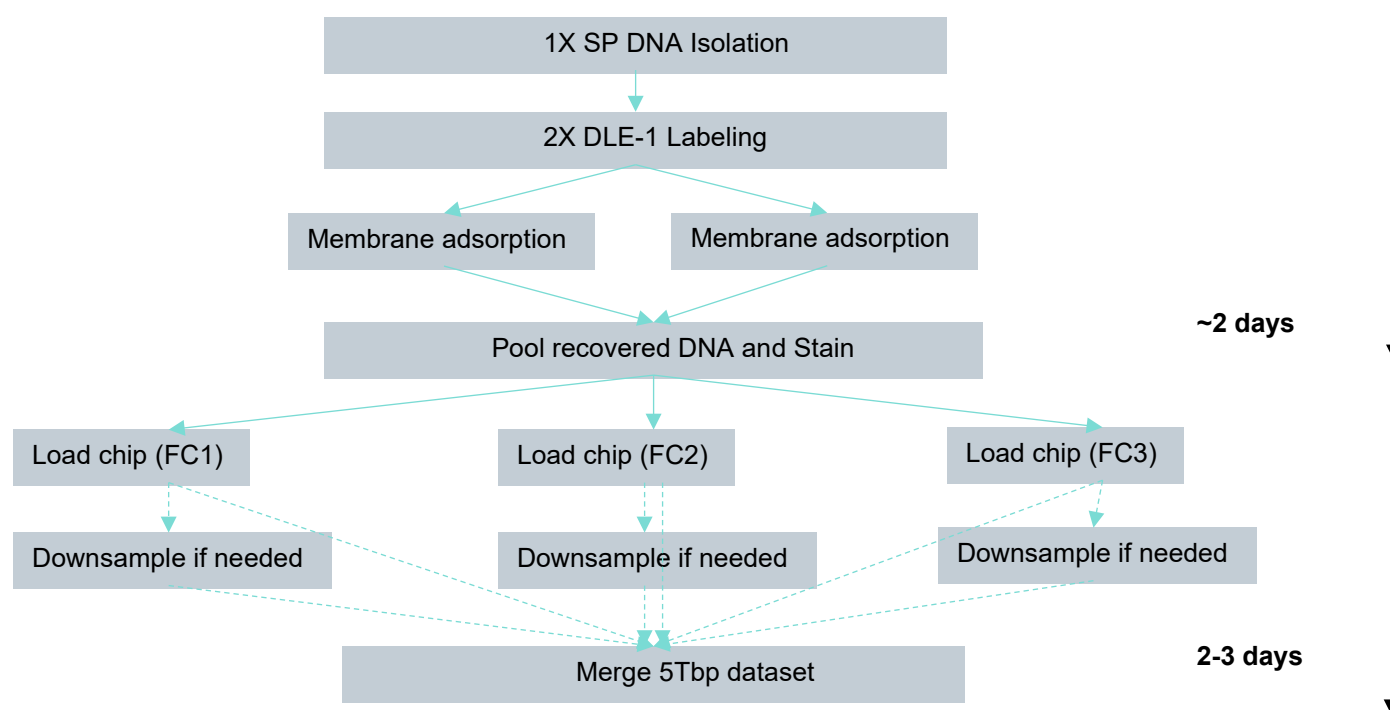 1X SP DNA Isolation
2X DLE-1 Labeling
Membrane adsorption
Membrane adsorption
~2 days
Pool recovered DNA and Stain
Load chip (FC1)
Load chip (FC2)
Load chip (FC3)
Downsample if needed
Downsample if needed
Downsample if needed
2-3 days
Merge 5Tbp dataset